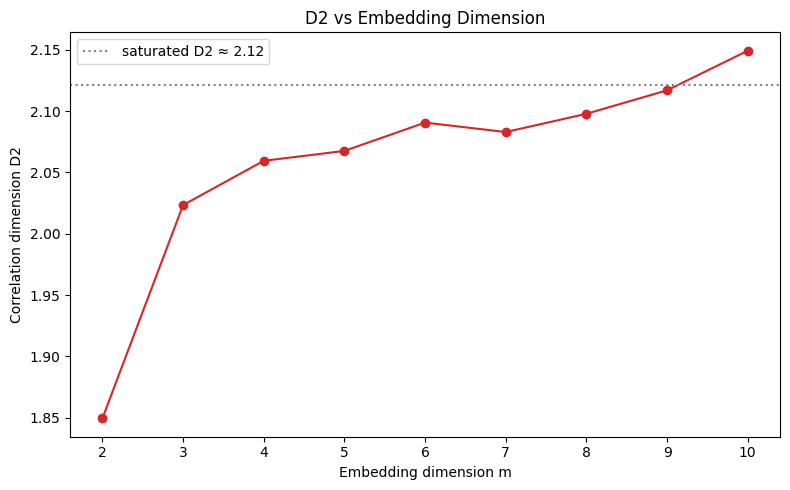 D2 vs Embedding Dimension
saturated D2 ≈ 2.12
Correlation dimension D2
2.15
2.10
2.05
2.00
1.95
1.90
1.85
2 3 4 5 6 7 8 9 10
Embedding dimension m